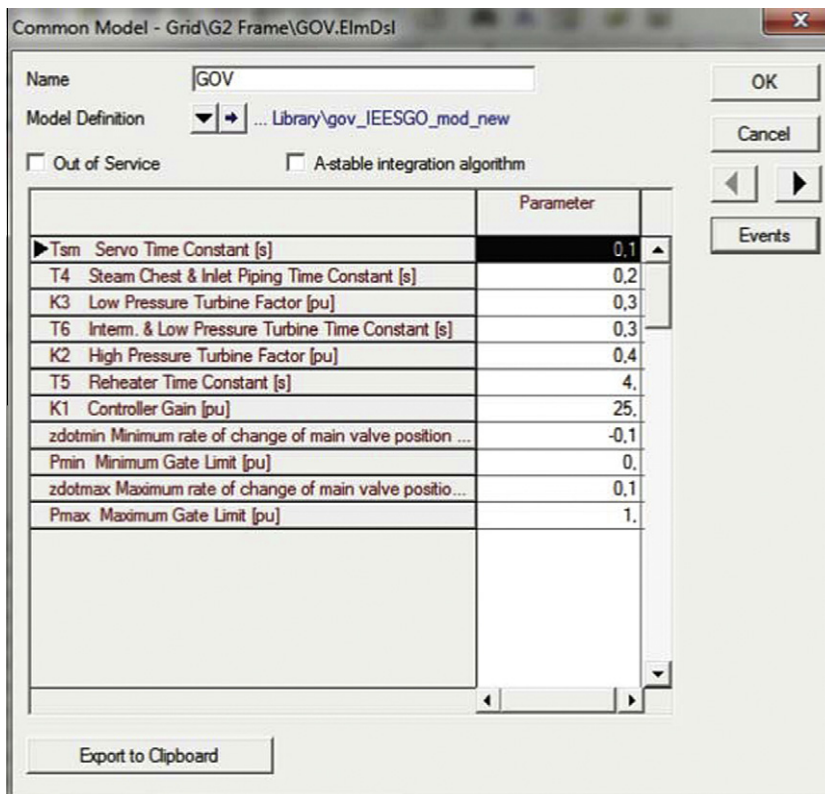 Common Model - Grid\G2 Frame\GOV.ElmDsl
Name GOV OK
Model Definition ... Library\gov_IEESGO_mod_new
Cancel
Out of Service A-stable integration algorithm
Parameter
Events
Tsm Servo Time Constant [s] 0,1
T4 Steam Chest & Inlet Piping Time Constant [s] 0,2
K3 Low Pressure Turbine Factor [pu] 0,3
T6 Interm. & Low Pressure Turbine Time Constant [s] 0,3
K2 High Pressure Turbine Factor [pu] 0,4
T5 Reheater Time Constant [s] 4,
K1 Controller Gain [pu] 25,
zdotmin Minimum rate of change of main valve position ... -0,1
Pmin Minimum Gate Limit [pu] 0,
zdotmax Maximum rate of change of main valve positio... 0,1
Pmax Maximum Gate Limit [pu] 1,
Export to Clipboard